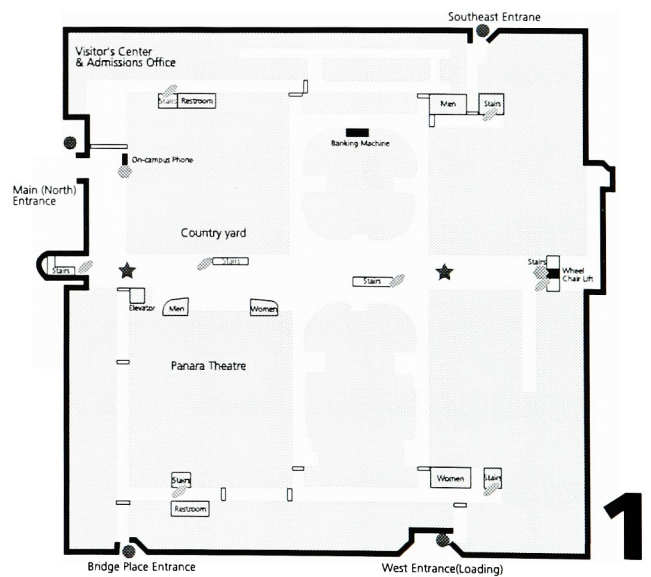 Southeast Entrane
Visitor's Center
& Admissions Office
Stairs
Restroom
Men
Stairs
Banking Machine
On-campus Phone
Main (North)
Entrance
Country yard
Stairs
Stairs
Stairs
Stairs
Wheel
Chair Lift
Elevator
Men
Women
Panara Theatre
Stairs
Women
Stairs
Restroom
1
Bridge Place Entrance
West Entrance(Loading)